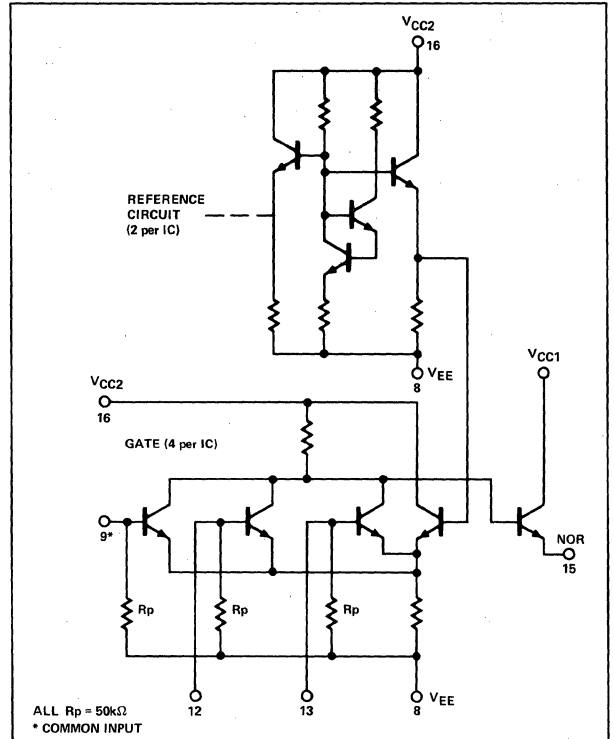 VCC2
16
REFERENCE
CIRCUIT
(2 per IC)
VEE
8
VCC1
VCC2
16
GATE (4 per IC)
9*
NOR
15
Rp
Rp
Rp
12
13
8
VEE
ALL Rp = 50kΩ
* COMMON INPUT